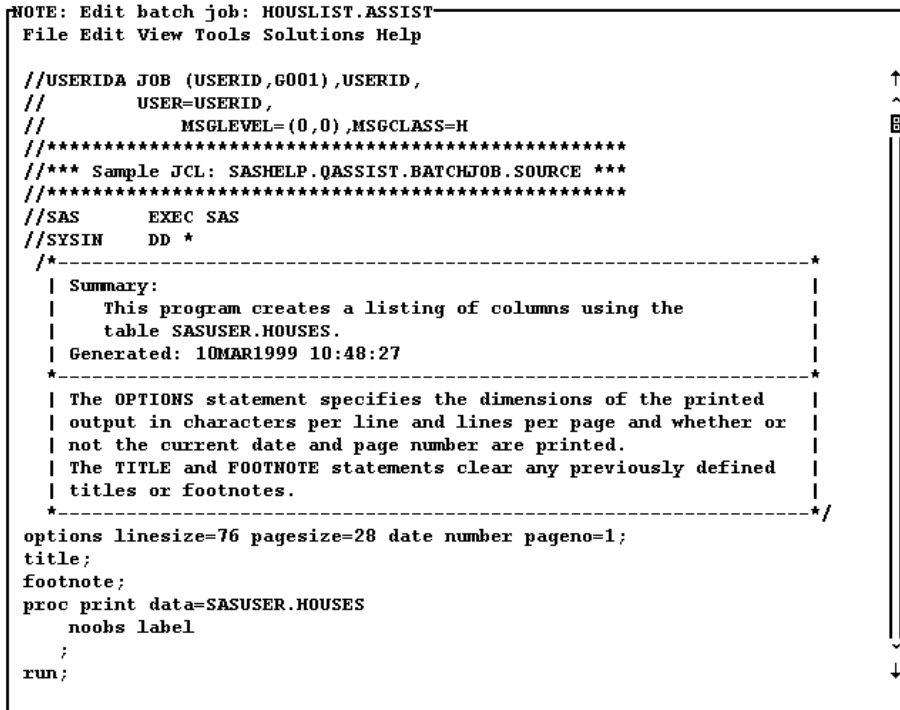 NOTE: Edit batch job: HOUSLIST.ASSIST
File Edit View Tools Solutions Help
//USERIDA JOB (USERID,G001),USERID,
//        USER=USERID,
//            MSGLEVEL=(0,0),MSGCLASS=H
//***************************************************
//*** Sample JCL: SASHELP.QASSIST.BATCHJOB.SOURCE ***
//***************************************************
//SAS      EXEC SAS
//SYSIN    DD *
 /*------------------------------------------------------------------*
  | Summary:                                                         |
  |    This program creates a listing of columns using the           |
  |    table SASUSER.HOUSES.                                         |
  | Generated: 10MAR1999 10:48:27                                    |
  *------------------------------------------------------------------*
  | The OPTIONS statement specifies the dimensions of the printed    |
  | output in characters per line and lines per page and whether or  |
  | not the current date and page number are printed.                |
  | The TITLE and FOOTNOTE statements clear any previously defined   |
  | titles or footnotes.                                             |
  *------------------------------------------------------------------*/
options linesize=76 pagesize=28 date number pageno=1;
title;
footnote;
proc print data=SASUSER.HOUSES
    noobs label
   ;
run;